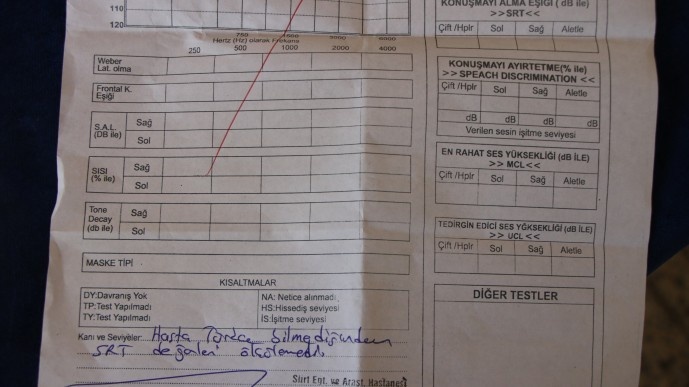 110
120
250 500 750 1000 1500 2000 3000 4000
Hertz (Hz) olarak Frekans
Weber
Lat. olma
Frontal K.
Eşiği
S.A.L.
(DB ile)
Sağ
Sol
SISI
(% ile)
Sağ
Sol
Tone
Decay
(db ile)
Sağ
Sol
MASKE TİPİ
KISALTMALAR
DY:Davranış Yok
TP:Test Yapılmadı
TY:Test Yapılmadı
NA: Netice alınmadı
HS:Hissediş seviyesi
İS:İşitme seviyesi
Kanı ve Seviyeler: Hasta Türkçe bilmediğinden
SRT değerleri ölçülemedi.
Siirt Eğt. ve Araşt. Hastanesi
KONUŞMAYI ALMA EŞİĞİ ( dB ile)
>>SRT<<
Çift /Hplr Sol Sağ Aletle
KONUŞMAYI AYIRTETME(% ile)
>> SPEACH DISCRIMINATION <<
Çift /Hplr Sol Sağ Aletle
dB dB dB dB
Verilen sesin işitme seviyesi
EN RAHAT SES YÜKSEKLİĞİ (dB İLE)
>> MCL<<
Çift /Hplr Sol Sağ Aletle
TEDİRGİN EDİCİ SES YĞKSEKLİĞİ (dB İLE)
>> UCL <<
Çift /Hplr Sol Sağ Aletle
DİĞER TESTLER